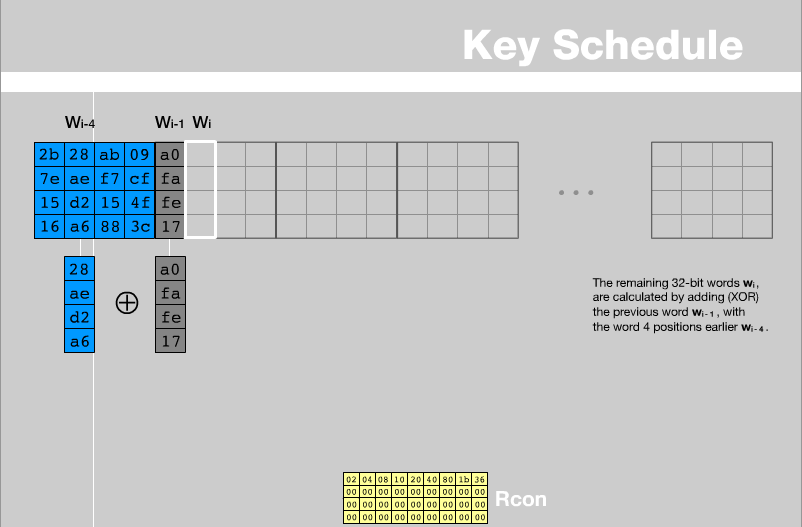 Key Schedule
Wi-4 Wi-1 Wi
2b 28 ab 09 a0
7e ae f7 cf fa
15 d2 15 4f fe
16 a6 88 3c 17
28 a0
ae fa
d2 fe
a6 17
The remaining 32-bit words wi,
are calculated by adding (XOR)
the previous word wi-1, with
the word 4 positions earlier wi-4.
02 04 08 10 20 40 80 1b 36
00 00 00 00 00 00 00 00 00
00 00 00 00 00 00 00 00 00
00 00 00 00 00 00 00 00 00
Rcon